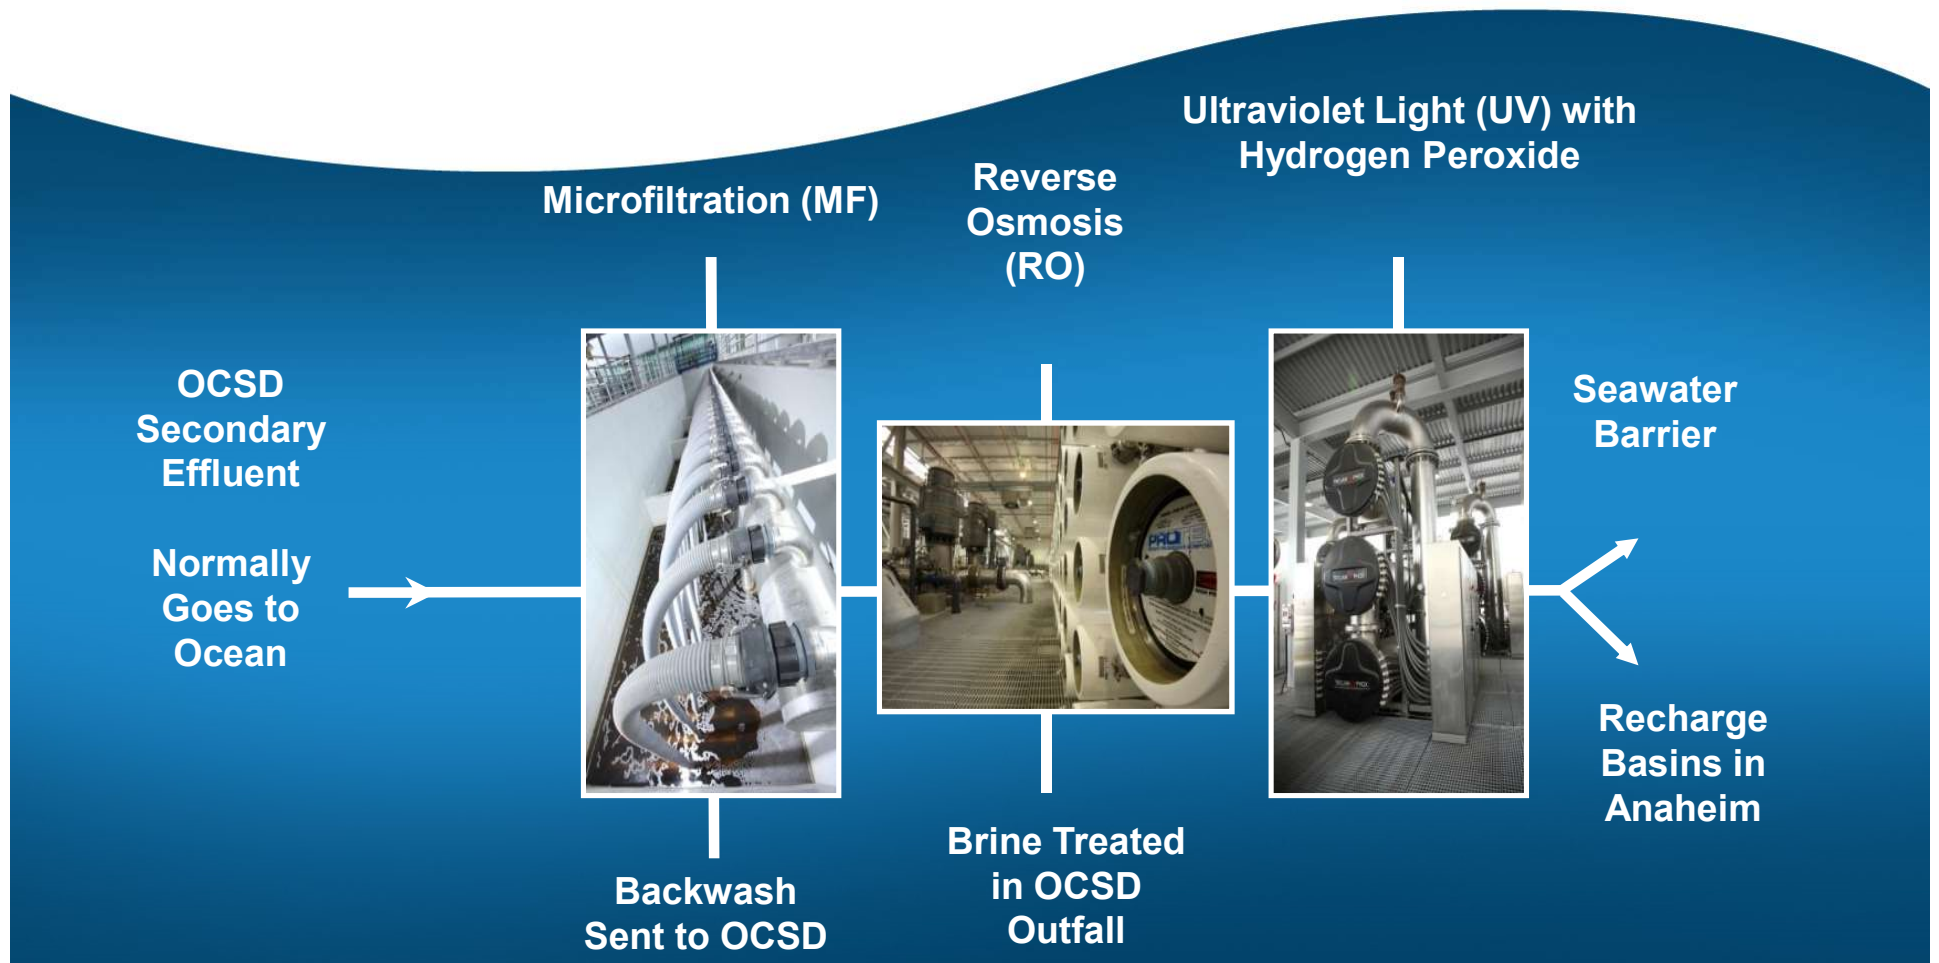 Ultraviolet Light (UV) with
Hydrogen Peroxide
Reverse
Osmosis
(RO)
Microfiltration (MF)
OCSD
Secondary
Effluent
Normally
Goes to
Ocean
Seawater
Barrier
Recharge
Basins in
Anaheim
Brine Treated
in OCSD
Outfall
Backwash
Sent to OCSD